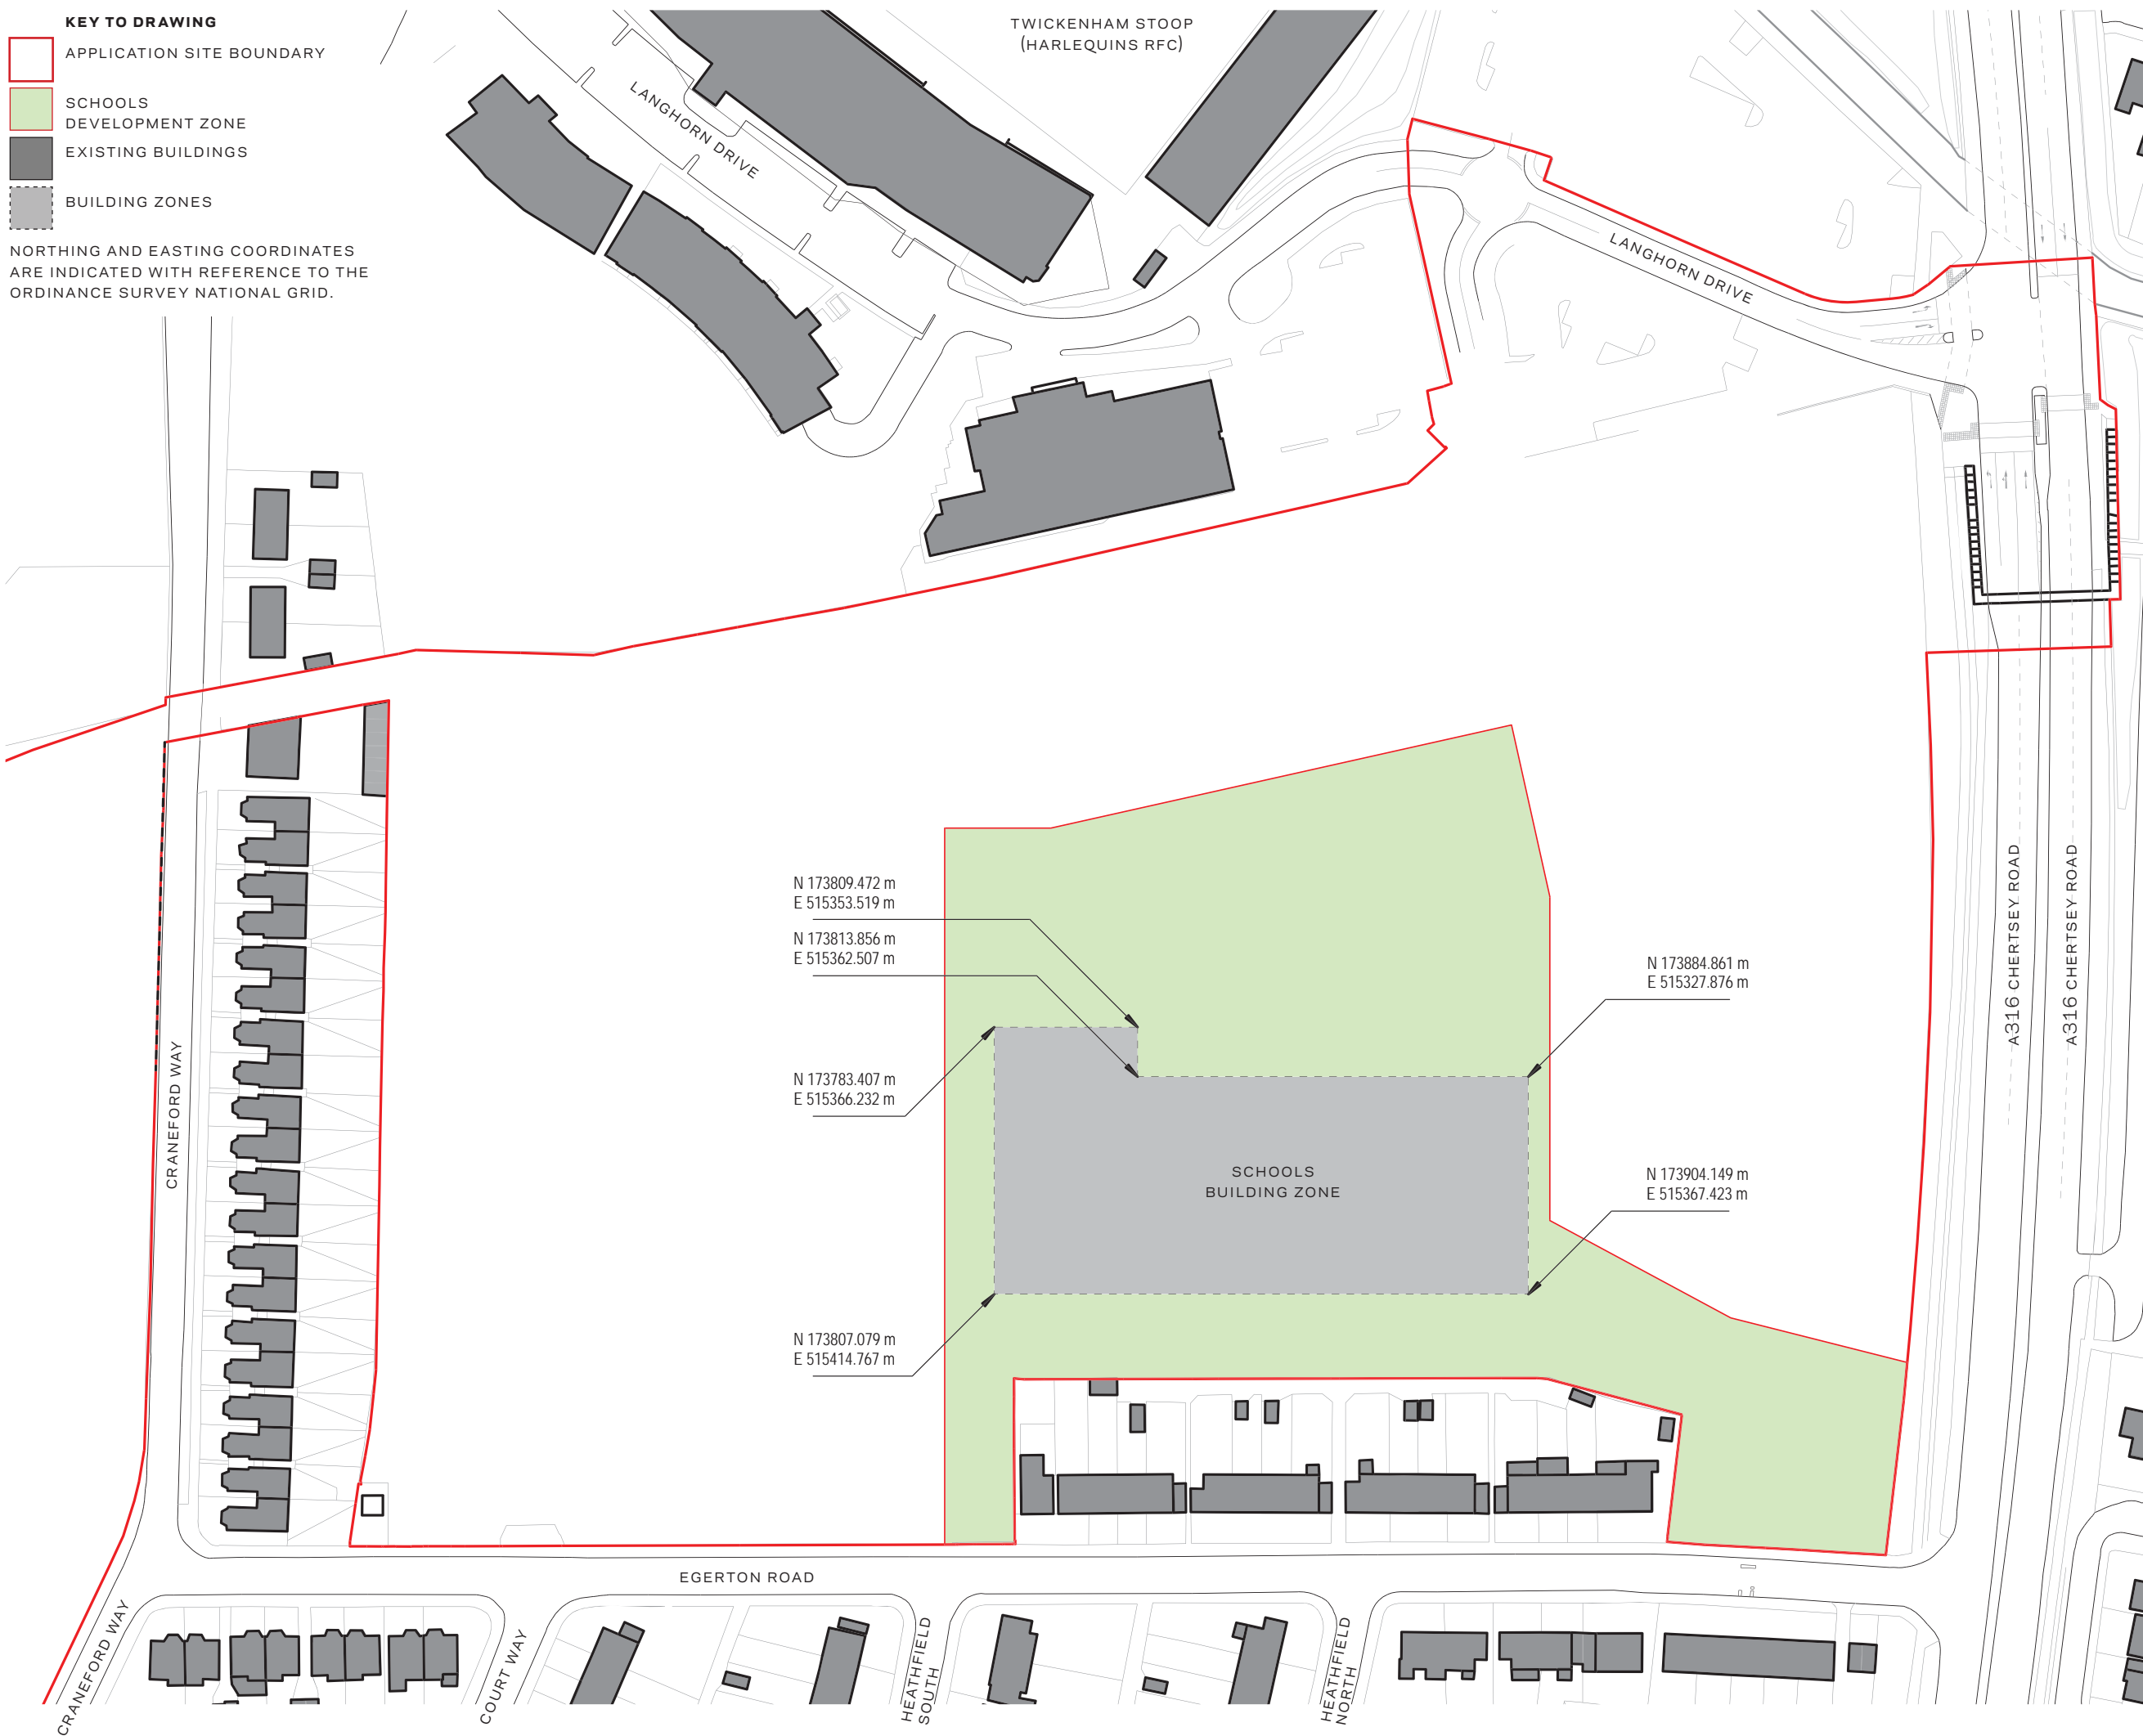 KEY TO DRAWING
APPLICATION SITE BOUNDARY
SCHOOLS
DEVELOPMENT ZONE
EXISTING BUILDINGS
BUILDING ZONES
NORTHING AND EASTING COORDINATES
ARE INDICATED WITH REFERENCE TO THE
ORDINANCE SURVEY NATIONAL GRID.
TWICKENHAM STOOP
(HARLEQUINS RFC)
LANGHORN DRIVE
LANGHORN DRIVE
N 173809.472 m
E 515353.519 m
N 173813.856 m
E 515362.507 m
N 173884.861 m
E 515327.876 m
N 173783.407 m
E 515366.232 m
SCHOOLS
BUILDING ZONE
N 173904.149 m
E 515367.423 m
N 173807.079 m
E 515414.767 m
A316 CHERTSEY ROAD
A316 CHERTSEY ROAD
CRANEFORD WAY
EGERTON ROAD
CRANEFORD WAY
COURT WAY
HEATHFIELD
SOUTH
HEATHFIELD
NORTH